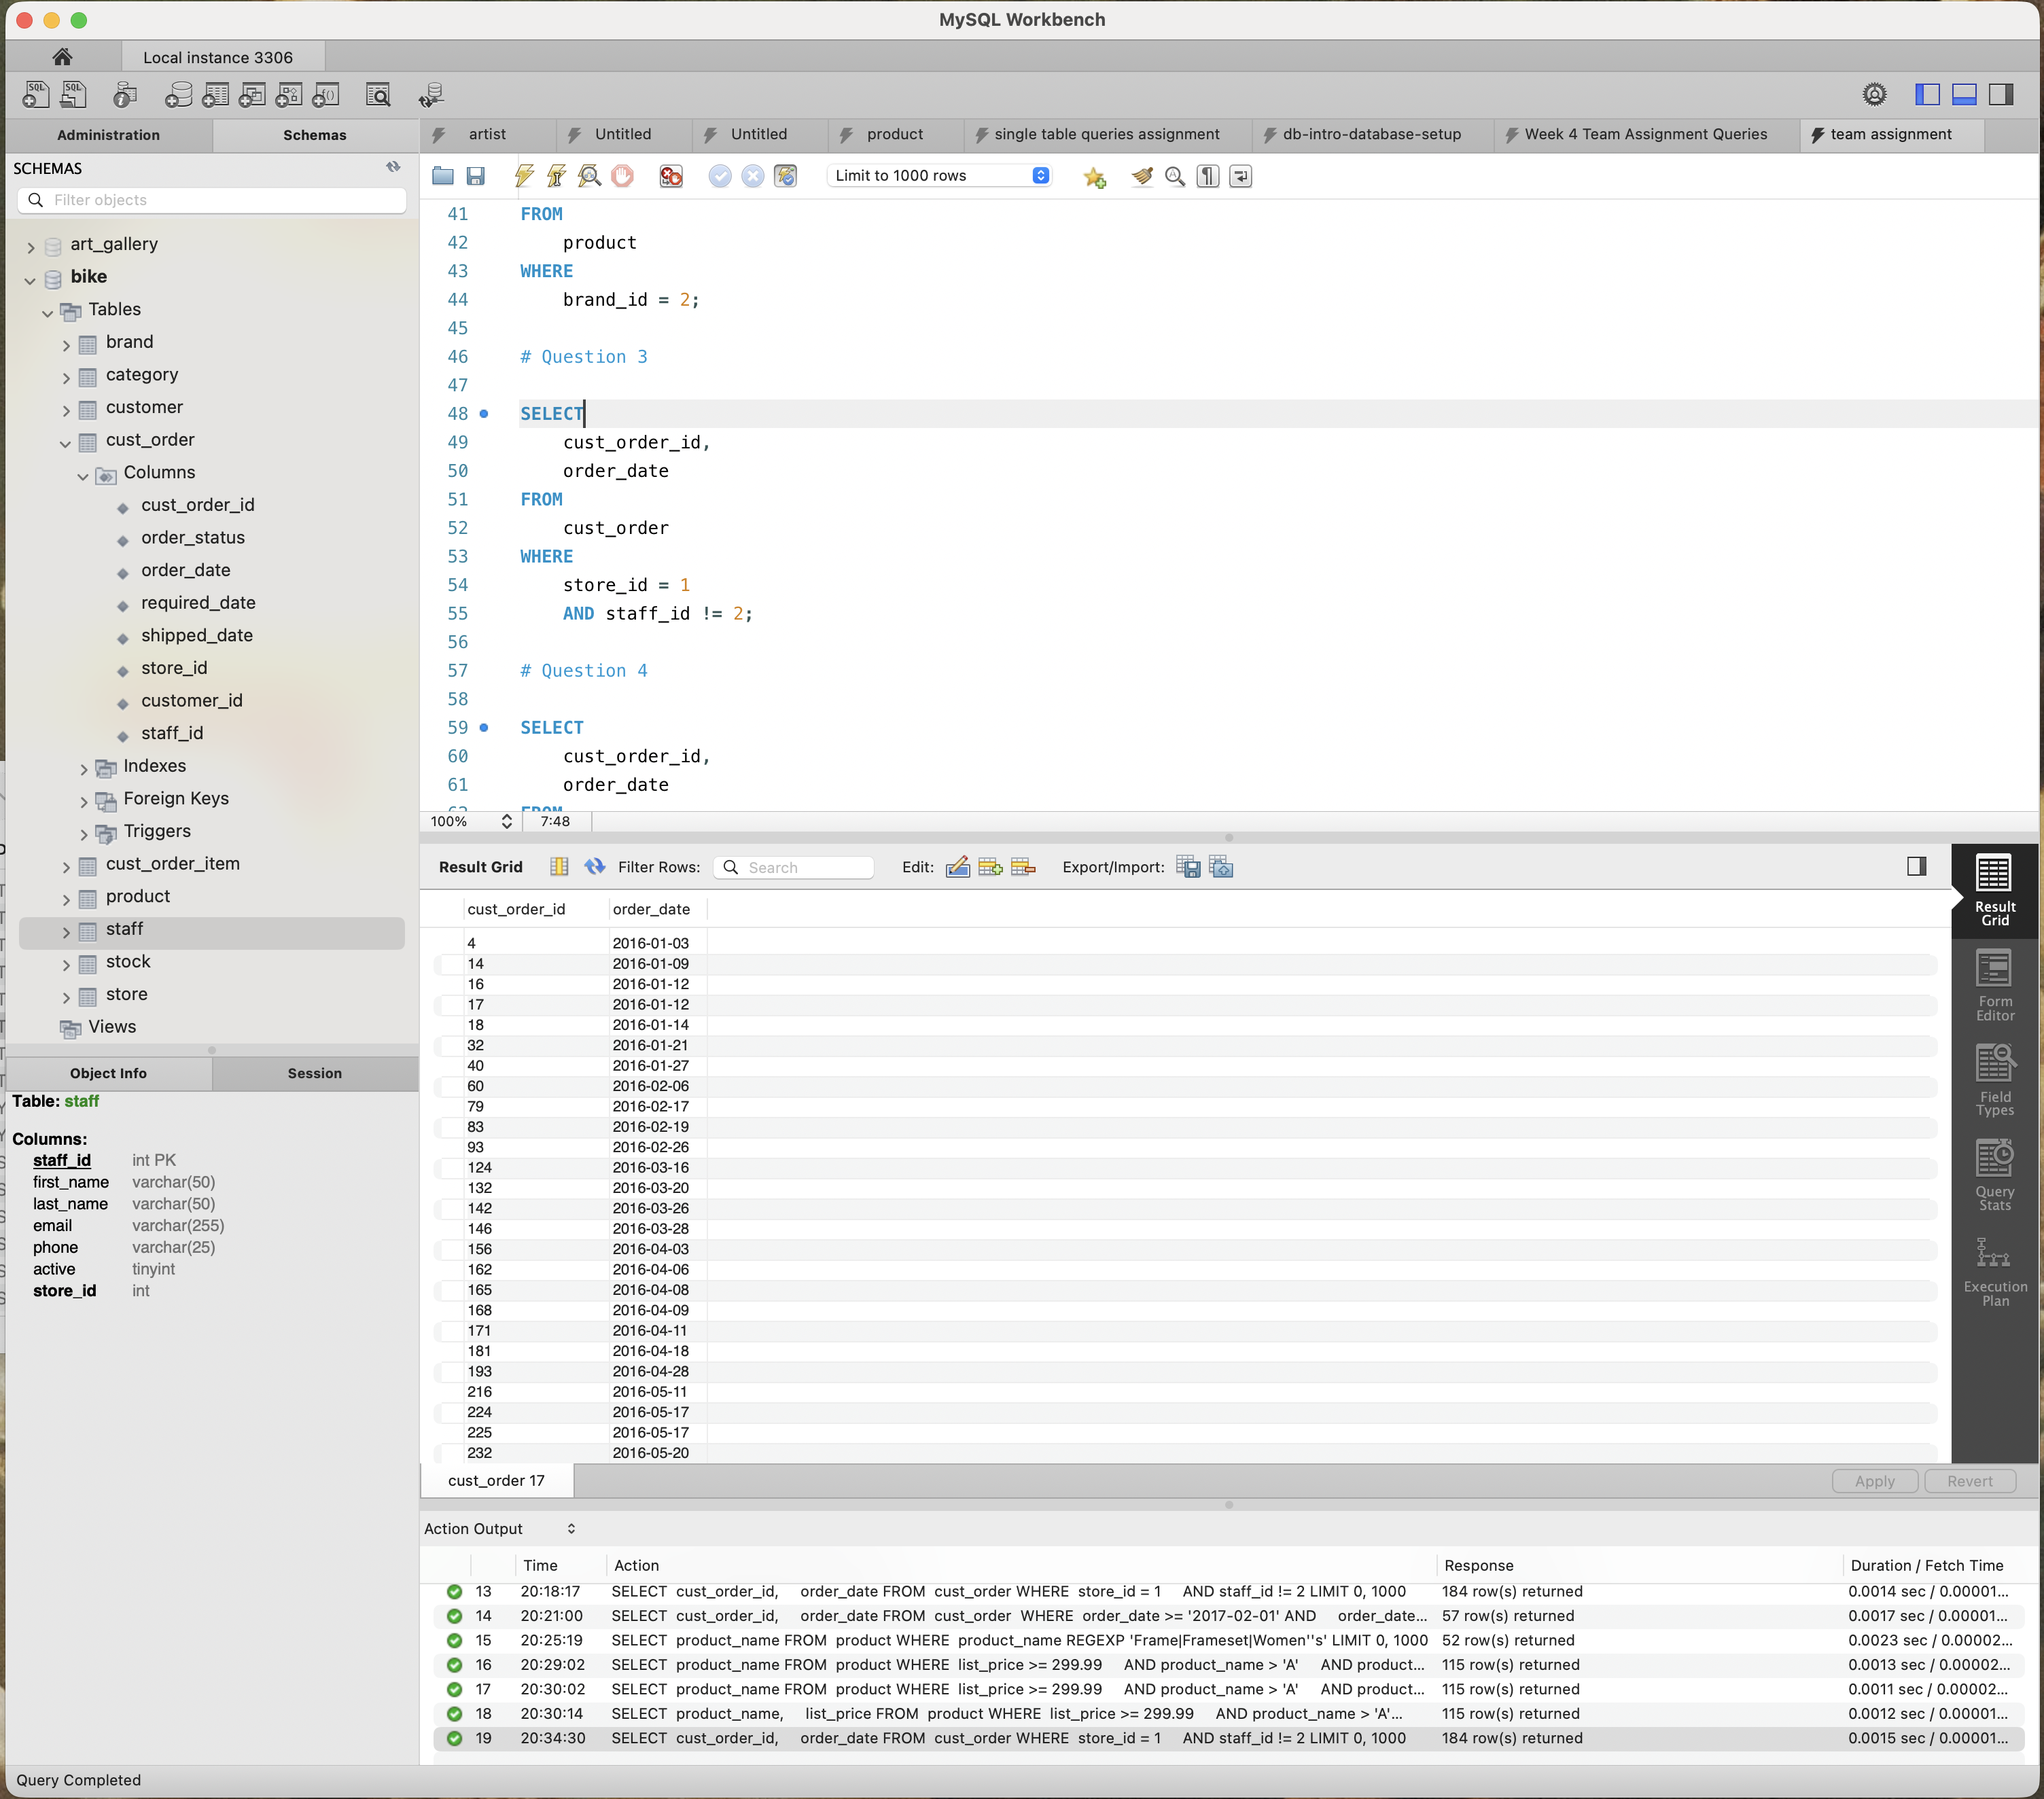 MySQL Workbench
Local instance 3306
Administration
Schemas
artist
Untitled
Untitled
product
single table queries assignment
db-intro-database-setup
Week 4 Team Assignment Queries
team assignment
SCHEMAS
Filter objects
art_gallery
bike
Tables
brand
category
customer
cust_order
Columns
cust_order_id
order_status
order_date
required_date
shipped_date
store_id
customer_id
staff_id
Indexes
Foreign Keys
Triggers
cust_order_item
product
staff
stock
store
Views
Object Info
Session
Table: staff
Columns:
staff_id int PK
first_name varchar(50)
last_name varchar(50)
email varchar(255)
phone varchar(25)
active tinyint
store_id int
Limit to 1000 rows
41 FROM
42 product
43 WHERE
44 brand_id = 2;
45
46 # Question 3
47
48 SELECT
49 cust_order_id,
50 order_date
51 FROM
52 cust_order
53 WHERE
54 store_id = 1
55 AND staff_id != 2;
56
57 # Question 4
58
59 SELECT
60 cust_order_id,
61 order_date
62 FROM
100% 7:48
Result Grid Filter Rows: Search Edit: Export/Import:
cust_order_id order_date
4 2016-01-03
14 2016-01-09
16 2016-01-12
17 2016-01-12
18 2016-01-14
32 2016-01-21
40 2016-01-27
60 2016-02-06
79 2016-02-17
83 2016-02-19
93 2016-02-26
124 2016-03-16
132 2016-03-20
142 2016-03-26
146 2016-03-28
156 2016-04-03
162 2016-04-06
165 2016-04-08
168 2016-04-09
171 2016-04-11
181 2016-04-18
193 2016-04-28
216 2016-05-11
224 2016-05-17
225 2016-05-17
232 2016-05-20
Result
Grid
Form
Editor
Field
Types
Query
Stats
Execution
Plan
cust_order 17
Apply Revert
Action Output
Time Action Response Duration / Fetch Time
13 20:18:17 SELECT cust_order_id, order_date FROM cust_order WHERE store_id = 1 AND staff_id != 2 LIMIT 0, 1000 184 row(s) returned 0.0014 sec / 0.00001...
14 20:21:00 SELECT cust_order_id, order_date FROM cust_order WHERE order_date >= '2017-02-01' AND order_date... 57 row(s) returned 0.0017 sec / 0.00001...
15 20:25:19 SELECT product_name FROM product WHERE product_name REGEXP 'Frame|Frameset|Women''s' LIMIT 0, 1000 52 row(s) returned 0.0023 sec / 0.00002...
16 20:29:02 SELECT product_name FROM product WHERE list_price >= 299.99 AND product_name > 'A' AND product... 115 row(s) returned 0.0013 sec / 0.00002...
17 20:30:02 SELECT product_name FROM product WHERE list_price >= 299.99 AND product_name > 'A' AND product... 115 row(s) returned 0.0011 sec / 0.00002...
18 20:30:14 SELECT product_name, list_price FROM product WHERE list_price >= 299.99 AND product_name > 'A'... 115 row(s) returned 0.0012 sec / 0.00001...
19 20:34:30 SELECT cust_order_id, order_date FROM cust_order WHERE store_id = 1 AND staff_id != 2 LIMIT 0, 1000 184 row(s) returned 0.0015 sec / 0.00001...
Query Completed